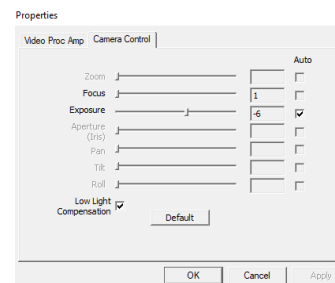 Properties
Video Proc Amp Camera Control
Auto
Zoom
Focus 1
Exposure -6
Aperture
(Iris)
Pan
Tilt
Roll
Low Light
Compensation
Default
OK Cancel Apply